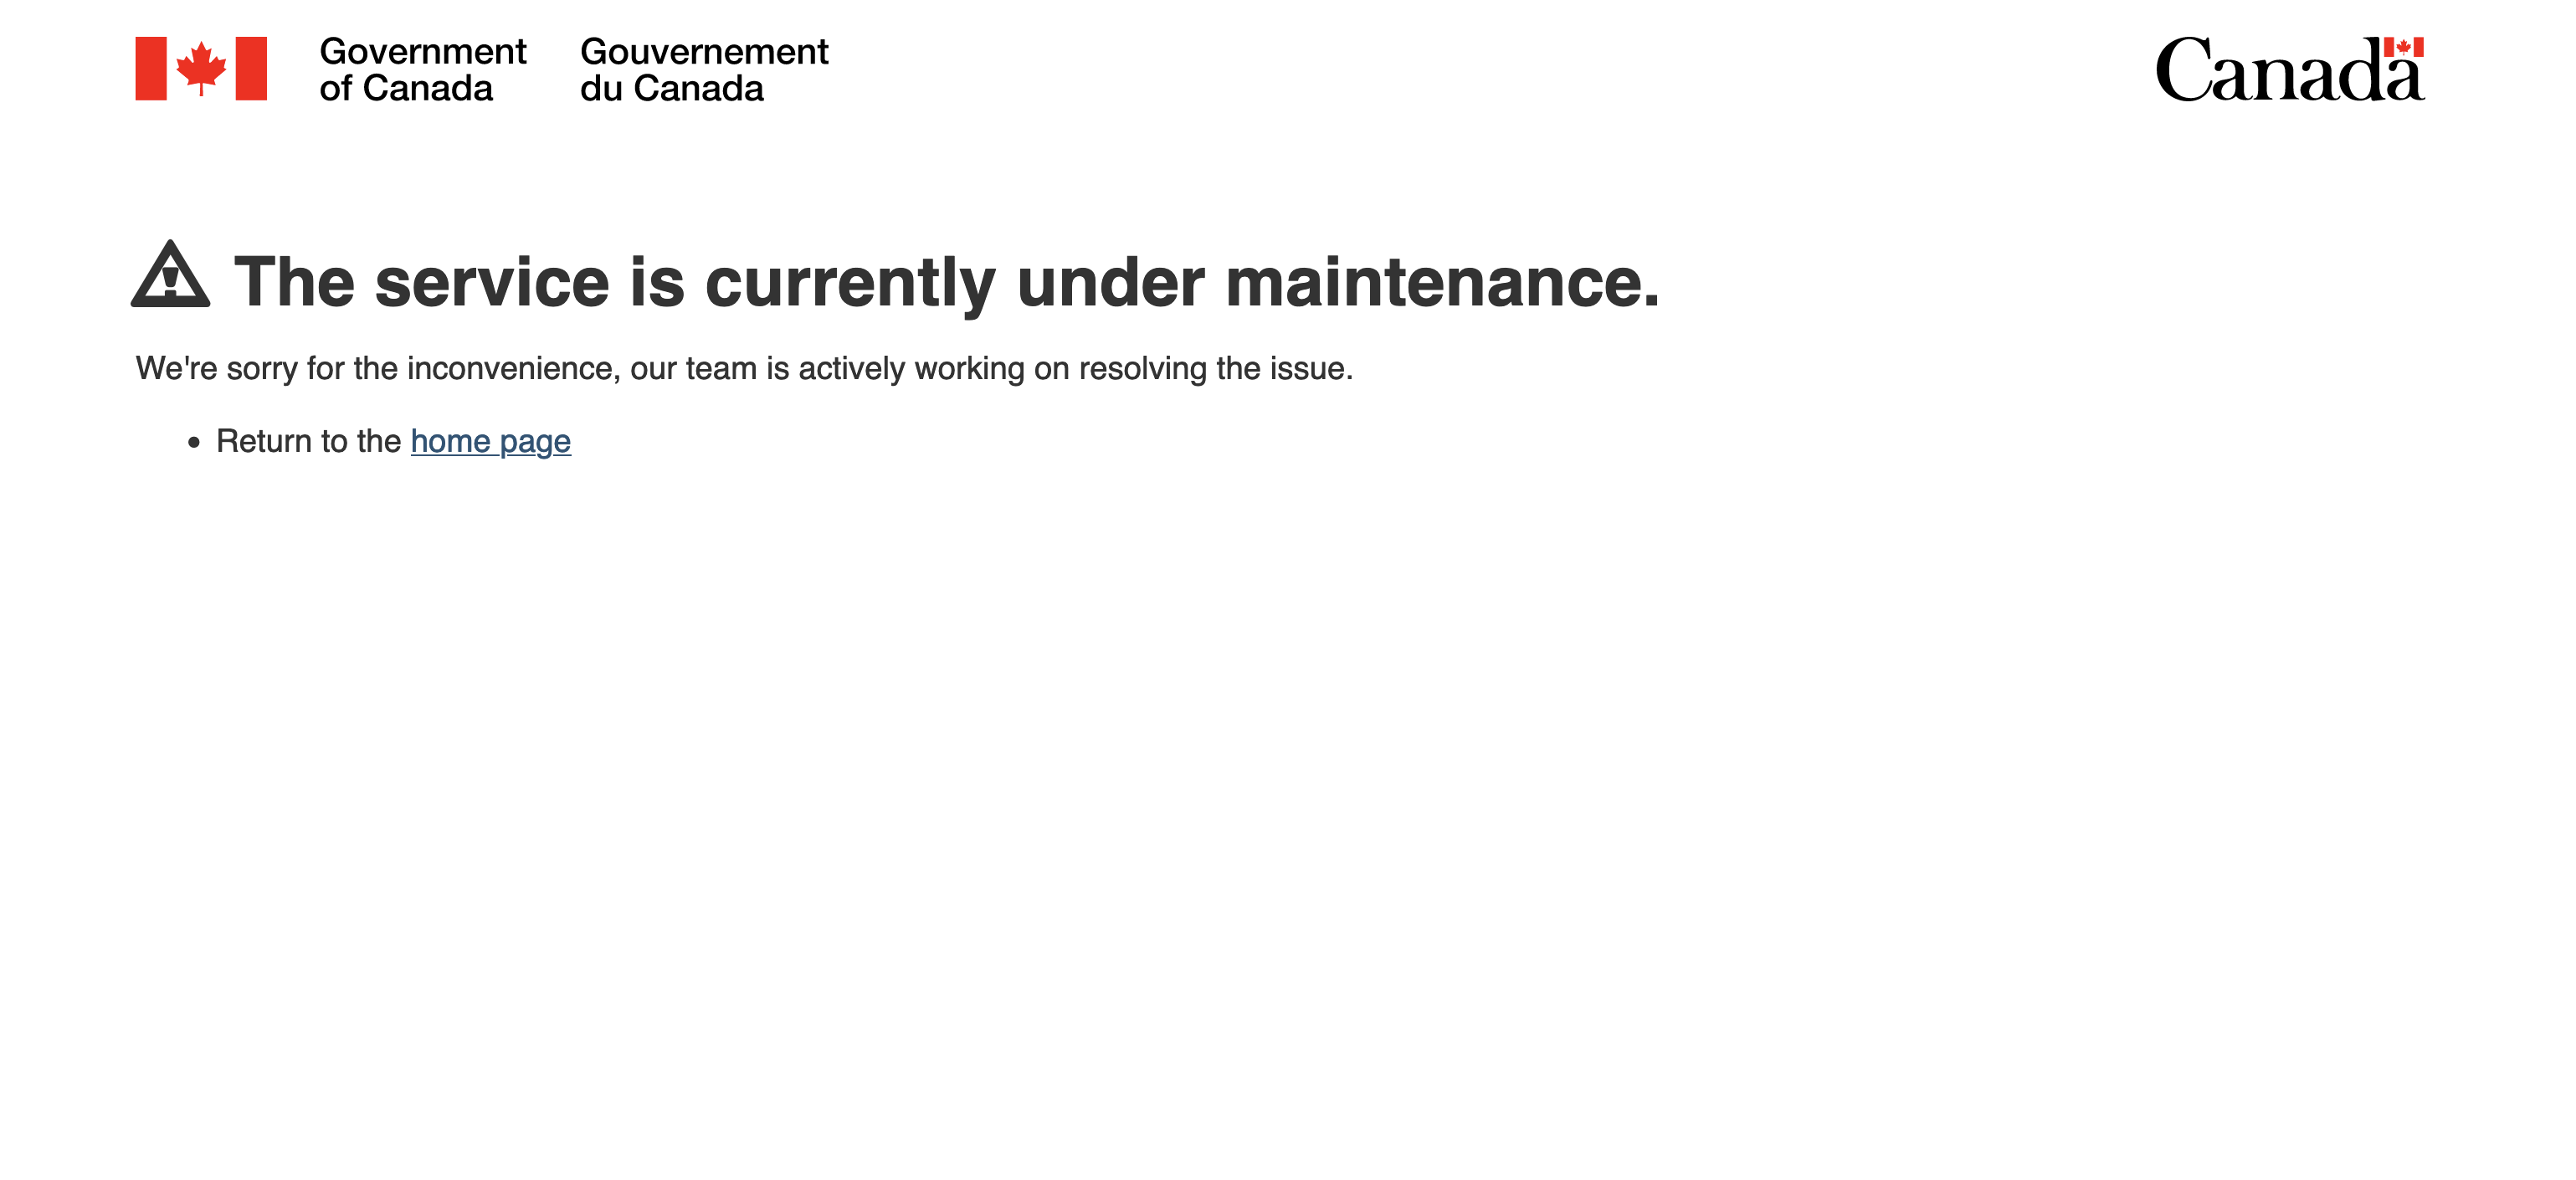 Government
of Canada
Gouvernement
du Canada
Canada
The service is currently under maintenance.
We're sorry for the inconvenience, our team is actively working on resolving the issue.
• Return to the home page